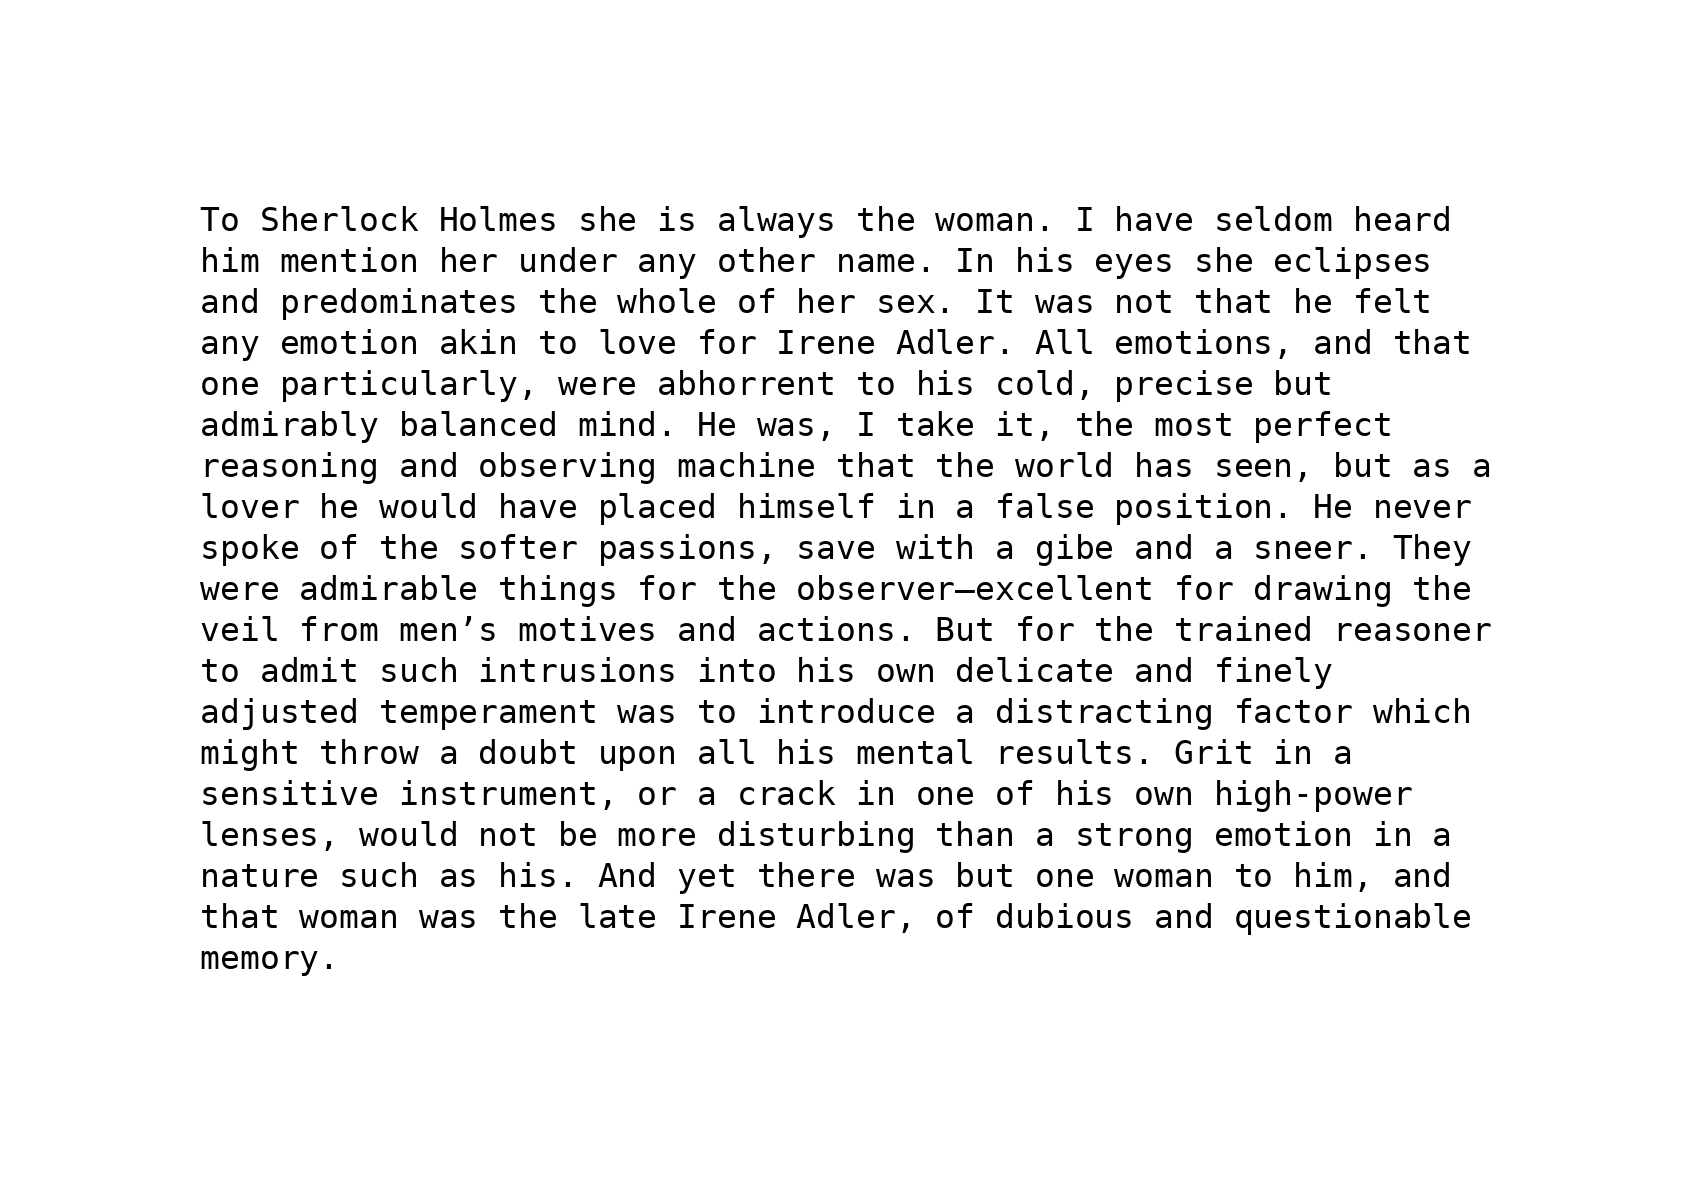 To Sherlock Holmes she is always the woman. I have seldom heard
him mention her under any other name. In his eyes she eclipses
and predominates the whole of her sex. It was not that he felt
any emotion akin to love for Irene Adler. All emotions, and that
one particularly, were abhorrent to his cold, precise but
admirably balanced mind. He was, I take it, the most perfect
reasoning and observing machine that the world has seen, but as a
lover he would have placed himself in a false position. He never
spoke of the softer passions, save with a gibe and a sneer. They
were admirable things for the observer—excellent for drawing the
veil from men’s motives and actions. But for the trained reasoner
to admit such intrusions into his own delicate and finely
adjusted temperament was to introduce a distracting factor which
might throw a doubt upon all his mental results. Grit in a
sensitive instrument, or a crack in one of his own high-power
lenses, would not be more disturbing than a strong emotion in a
nature such as his. And yet there was but one woman to him, and
that woman was the late Irene Adler, of dubious and questionable
memory.